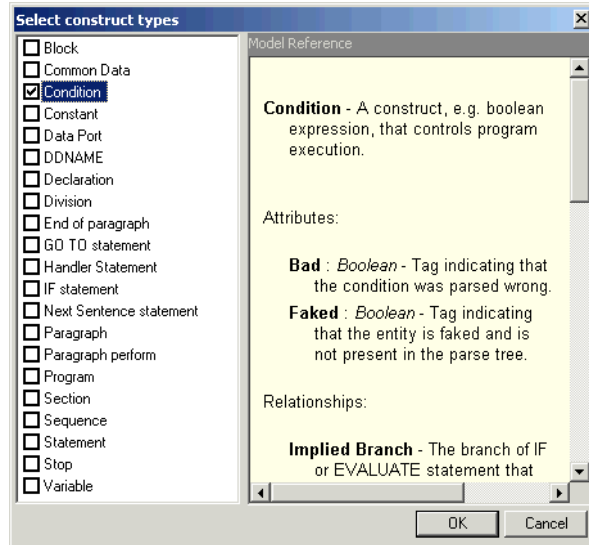 Select construct types
Block
Common Data
Condition
Constant
Data Port
DDNAME
Declaration
Division
End of paragraph
GO TO statement
Handler Statement
IF statement
Next Sentence statement
Paragraph
Paragraph perform
Program
Section
Sequence
Statement
Stop
Variable
Model Reference
Condition - A construct, e.g. boolean
expression, that controls program
execution.
Attributes:
Bad : Boolean - Tag indicating that
the condition was parsed wrong.
Faked : Boolean - Tag indicating
that the entity is faked and is
not present in the parse tree.
Relationships:
Implied Branch - The branch of IF
or EVALUATE statement that
OK
Cancel